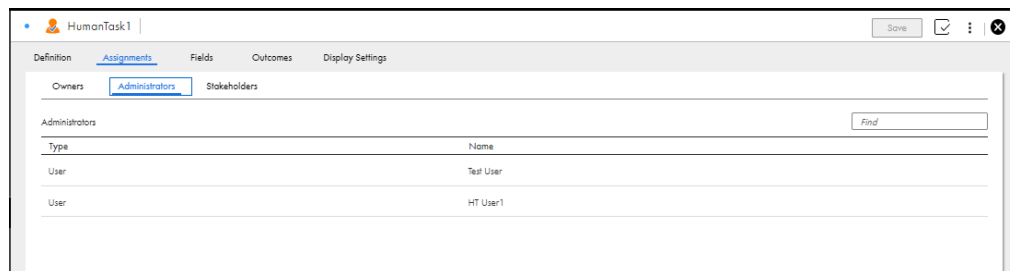 HumanTask1
Save
Definition Assignments Fields Outcomes Display Settings
Owners Administrators Stakeholders
Administrators Find
Type Name
User Test User
User HT User1